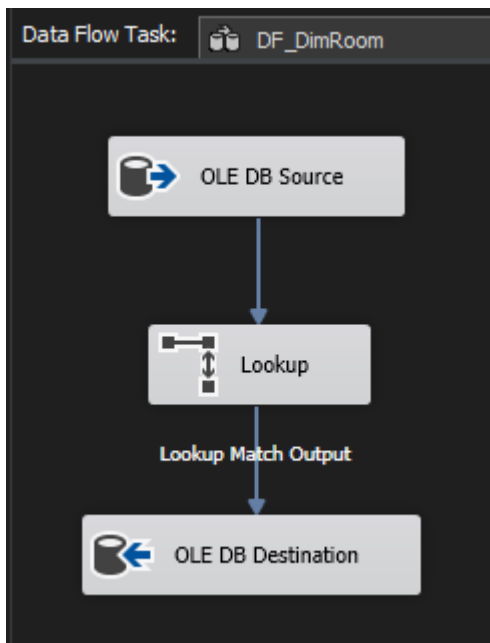 Data Flow Task: DF_DimRoom
OLE DB Source
Lookup
Lookup Match Output
OLE DB Destination